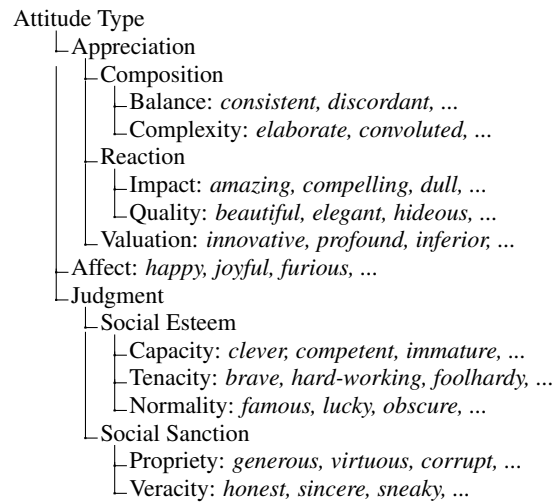 Attitude Type
Appreciation
Composition
Balance: consistent, discordant, ...
Complexity: elaborate, convoluted, ...
Reaction
Impact: amazing, compelling, dull, ...
Quality: beautiful, elegant, hideous, ...
Valuation: innovative, profound, inferior, ...
Affect: happy, joyful, furious, ...
Judgment
Social Esteem
Capacity: clever, competent, immature, ...
Tenacity: brave, hard-working, foolhardy, ...
Normality: famous, lucky, obscure, ...
Social Sanction
Propriety: generous, virtuous, corrupt, ...
Veracity: honest, sincere, sneaky, ...